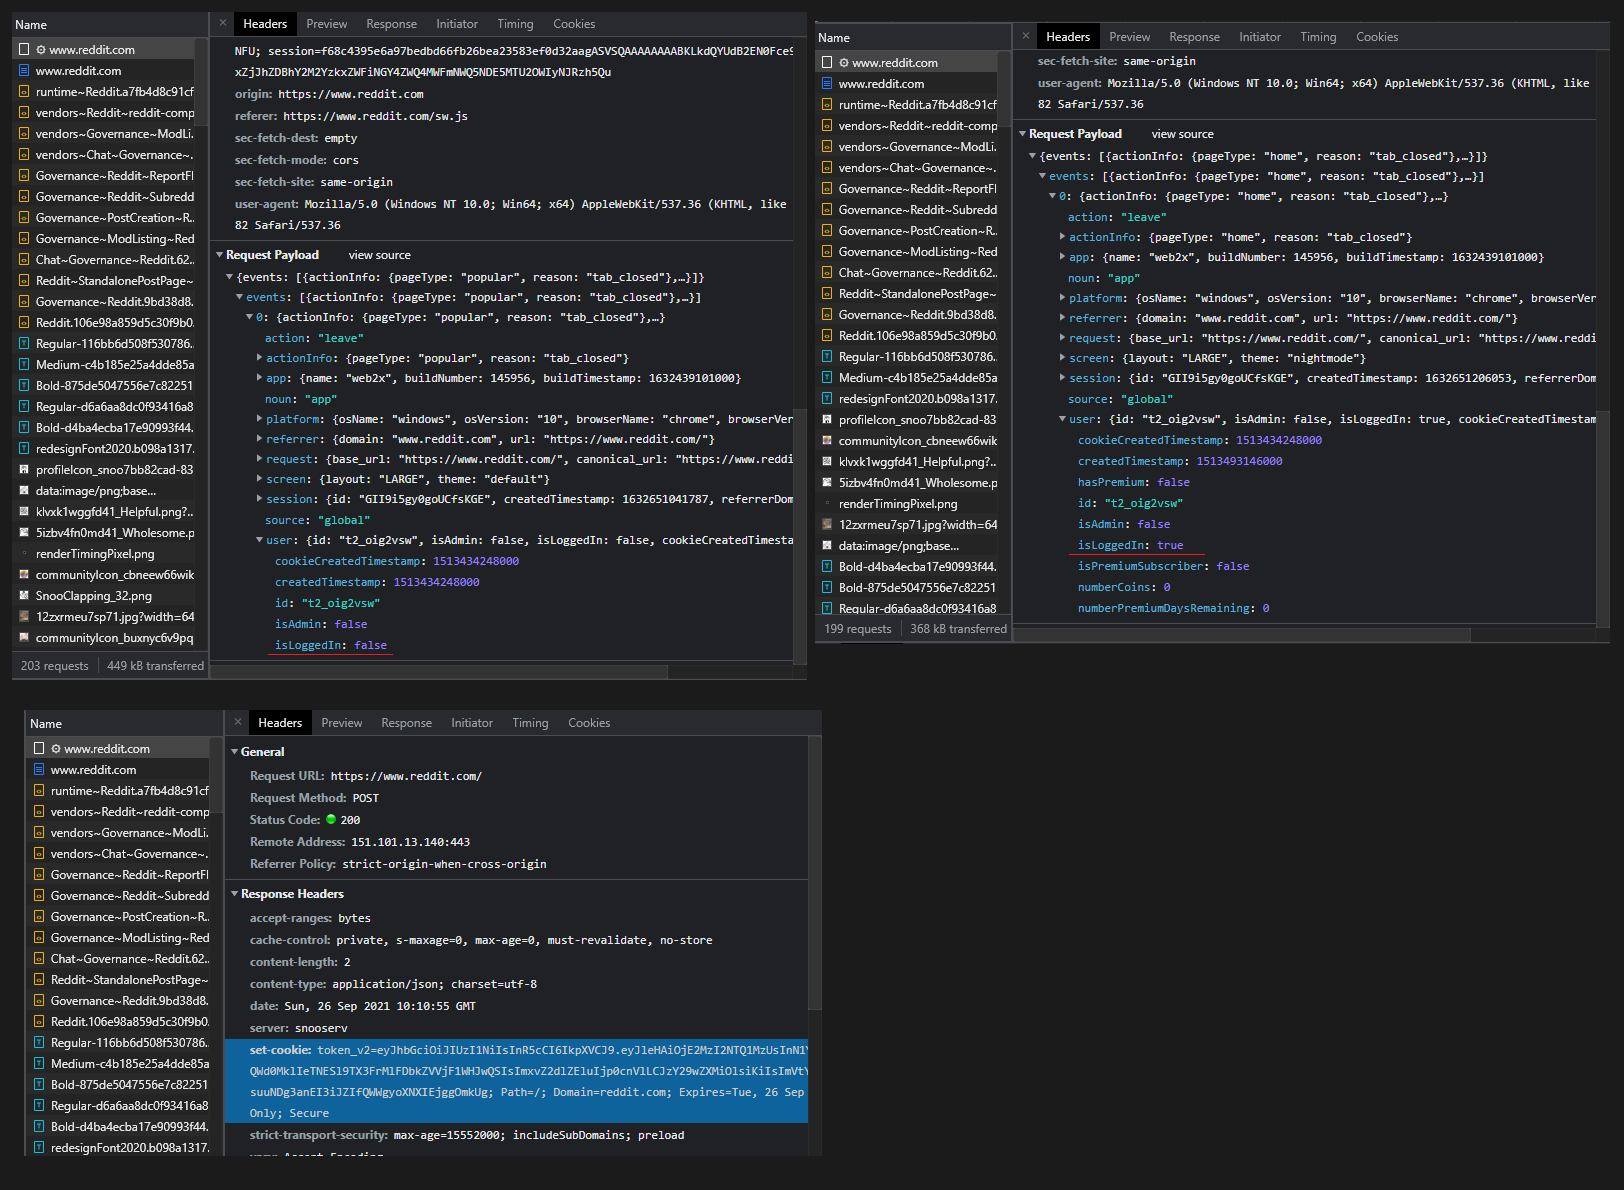 Name
www.reddit.com
www.reddit.com
runtime~Reddit.a7fb4d8c91cf
vendors~Reddit~reddit-comp
vendors~Governance~ModLi.
vendors~Chat~Governance~.
Governance~Reddit~ReportFl
Governance~Reddit~Subredd
Governance~PostCreation~R..
Governance~ModListing~Red
Chat~Governance~Reddit.62..
Reddit~StandalonePostPage~
Governance~Reddit.9bd38d8.
Reddit.106e98a859d5c30f9b0.
Regular-116bb6d508f530786..
Medium-c4b185e25a4dde85a
Bold-875de5047556e7c82251
Regular-d6a6aa8dc0f93416a8
Bold-d4ba4ecba17e90993f44.
redesignFont2020.b098a1317.
profileIcon_snoo7bb82cad-83
data:image/png;base...
klvxk1wggfd41_Helpful.png?..
5izbv4fn0md41_Wholesome.p
renderTimingPixel.png
communityIcon_cbneew66wik
SnooClapping_32.png
12zxrmeu7sp71.jpg?width=64
communityIcon_buxnyc6v9pq
203 requests 449 kB transferred
Headers Preview Response Initiator Timing Cookies
NFU; session=f68c4395e6a97bedbd66fb26bea23583ef0d32aagASVSQAAAAAAAABKLkdQYUdB2EN0Fce9
xZjJhZDBhY2M2YzkxZWFiNGY4ZWQ4MWFmNWQ5NDE5MTU2OWIyNJRzh5Qu
origin: https://www.reddit.com
referer: https://www.reddit.com/sw.js
sec-fetch-dest: empty
sec-fetch-mode: cors
sec-fetch-site: same-origin
user-agent: Mozilla/5.0 (Windows NT 10.0; Win64; x64) AppleWebKit/537.36 (KHTML, like
82 Safari/537.36
Request Payload view source
{events: [{actionInfo: {pageType: "popular", reason: "tab_closed"},…}]}
events: [{actionInfo: {pageType: "popular", reason: "tab_closed"},…}]
0: {actionInfo: {pageType: "popular", reason: "tab_closed"},…}
action: "leave"
actionInfo: {pageType: "popular", reason: "tab_closed"}
app: {name: "web2x", buildNumber: 145956, buildTimestamp: 1632439101000}
noun: "app"
platform: {osName: "windows", osVersion: "10", browserName: "chrome", browserVer
referrer: {domain: "www.reddit.com", url: "https://www.reddit.com/"}
request: {base_url: "https://www.reddit.com/", canonical_url: "https://www.reddi
screen: {layout: "LARGE", theme: "default"}
session: {id: "GII9i5gy0goUCfsKGE", createdTimestamp: 1632651041787, referrerDom
source: "global"
user: {id: "t2_oig2vsw", isAdmin: false, isLoggedIn: false, cookieCreatedTimesta
cookieCreatedTimestamp: 1513434248000
createdTimestamp: 1513434248000
id: "t2_oig2vsw"
isAdmin: false
isLoggedIn: false
Name
www.reddit.com
www.reddit.com
runtime~Reddit.a7fb4d8c91cf
vendors~Reddit~reddit-comp
vendors~Governance~ModLi.
vendors~Chat~Governance~.
Governance~Reddit~ReportFl
Governance~Reddit~Subredd
Governance~PostCreation~R...
Governance~ModListing~Red
Chat~Governance~Reddit.62..
Reddit~StandalonePostPage~
Governance~Reddit.9bd38d8.
Reddit.106e98a859d5c30f9b0.
Regular-116bb6d508f530786..
Medium-c4b185e25a4dde85a
redesignFont2020.b098a1317.
profileIcon_snoo7bb82cad-83
communityIcon_cbneew66wik
klvxk1wggfd41_Helpful.png?..
5izbv4fn0md41_Wholesome.p
renderTimingPixel.png
12zxrmeu7sp71.jpg?width=64
data:image/png;base...
Bold-d4ba4ecba17e90993f44.
Bold-875de5047556e7c82251
Regular-d6a6aa8dc0f93416a8
199 requests 368 kB transferred
Headers Preview Response Initiator Timing Cookies
sec-fetch-site: same-origin
user-agent: Mozilla/5.0 (Windows NT 10.0; Win64; x64) AppleWebKit/537.36 (KHTML, like
82 Safari/537.36
Request Payload view source
{events: [{actionInfo: {pageType: "home", reason: "tab_closed"},…}]}
events: [{actionInfo: {pageType: "home", reason: "tab_closed"},…}]
0: {actionInfo: {pageType: "home", reason: "tab_closed"},…}
action: "leave"
actionInfo: {pageType: "home", reason: "tab_closed"}
app: {name: "web2x", buildNumber: 145956, buildTimestamp: 1632439101000}
noun: "app"
platform: {osName: "windows", osVersion: "10", browserName: "chrome", browserVer
referrer: {domain: "www.reddit.com", url: "https://www.reddit.com/"}
request: {base_url: "https://www.reddit.com/", canonical_url: "https://www.reddi
screen: {layout: "LARGE", theme: "nightmode"}
session: {id: "GII9i5gy0goUCfsKGE", createdTimestamp: 1632651206053, referrerDom
source: "global"
user: {id: "t2_oig2vsw", isAdmin: false, isLoggedIn: true, cookieCreatedTimestam
cookieCreatedTimestamp: 1513434248000
createdTimestamp: 1513493146000
hasPremium: false
id: "t2_oig2vsw"
isAdmin: false
isLoggedIn: true
isPremiumSubscriber: false
numberCoins: 0
numberPremiumDaysRemaining: 0
Name
www.reddit.com
www.reddit.com
runtime~Reddit.a7fb4d8c91cf
vendors~Reddit~reddit-comp
vendors~Governance~ModLi.
vendors~Chat~Governance~.
Governance~Reddit~ReportFl
Governance~Reddit~Subredd
Governance~PostCreation~R..
Governance~ModListing~Red
Chat~Governance~Reddit.62..
Reddit~StandalonePostPage~
Governance~Reddit.9bd38d8.
Reddit.106e98a859d5c30f9b0.
Regular-116bb6d508f530786..
Medium-c4b185e25a4dde85a
Bold-875de5047556e7c82251
Regular-d6a6aa8dc0f93416a8
Bold-d4ba4ecba17e90993f44.
redesignFont2020.b098a1317.
Headers Preview Response Initiator Timing Cookies
General
Request URL: https://www.reddit.com/
Request Method: POST
Status Code: 200
Remote Address: 151.101.13.140:443
Referrer Policy: strict-origin-when-cross-origin
Response Headers
accept-ranges: bytes
cache-control: private, s-maxage=0, max-age=0, must-revalidate, no-store
content-length: 2
content-type: application/json; charset=utf-8
date: Sun, 26 Sep 2021 10:10:55 GMT
server: snooserv
set-cookie: token_v2=eyJhbGciOiJIUzI1NiIsInR5cCI6IkpXVCJ9.eyJleHAiOjE2MzI2NTQ1MzUsInN1Y
QWd0MklIeTNESl9TX3FrMlFDbkZVVjF1WHJwQSIsImxvZ2dlZEluIjp0cnVlLCJzY29wZXMiOlsiKiIsImVtY
suuNDg3anEI3iJZIfQWWgyoXNXIEjggOmkUg; Path=/; Domain=reddit.com; Expires=Tue, 26 Sep
Only; Secure
strict-transport-security: max-age=15552000; includeSubDomains; preload